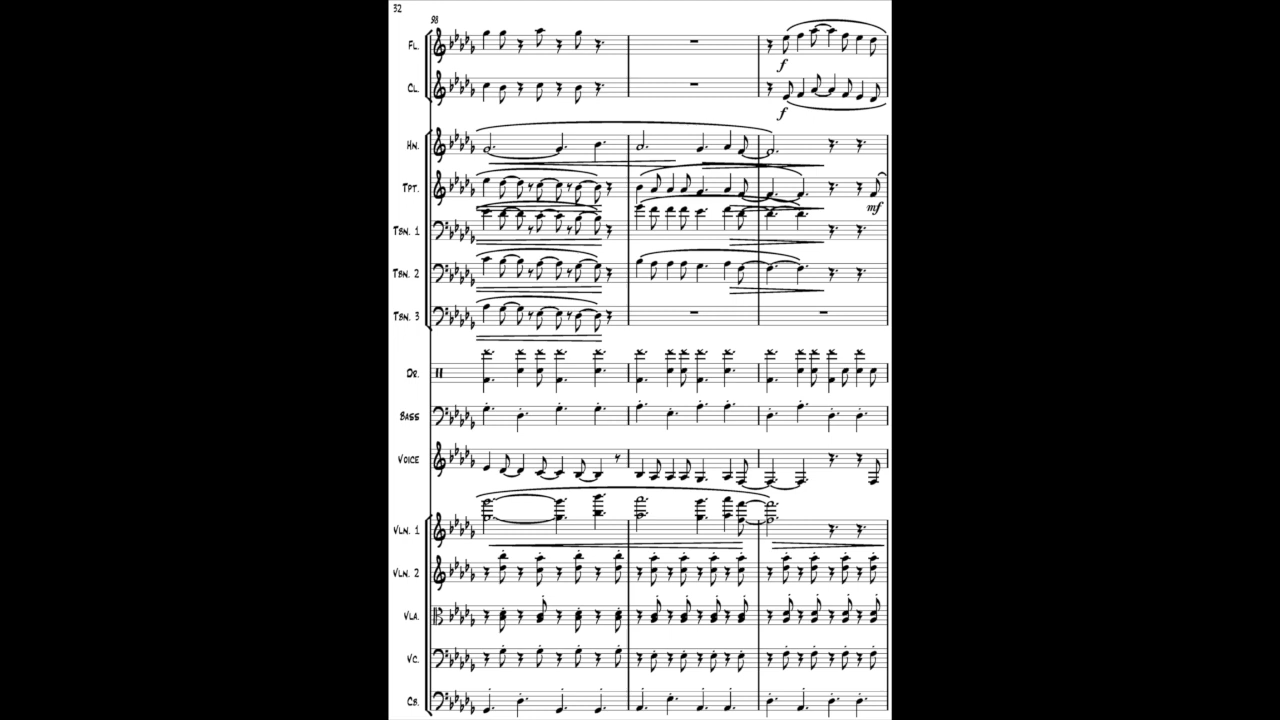 32
98
Fl.
f
Cl.
f
Hn.
Tpt.
mf
Tbn. 1
Tbn. 2
Tbn. 3
Dr.
Bass
Voice
Vln. 1
Vln. 2
Vla.
Vc.
Cb.